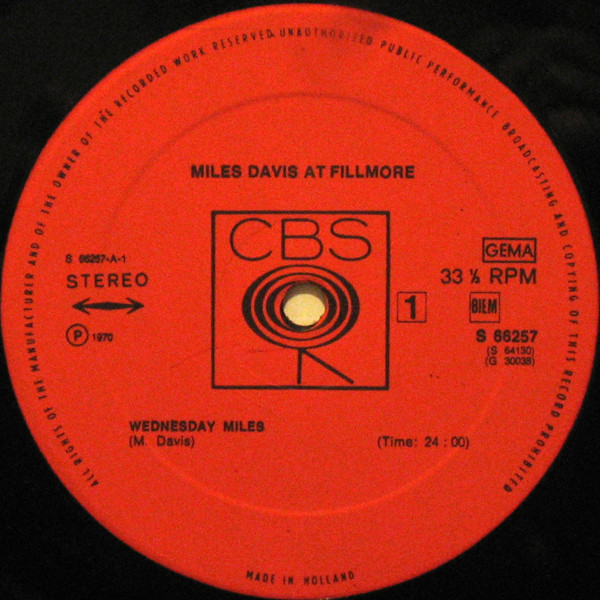 ALL RIGHTS OF THE MANUFACTURER AND OF THE OWNER OF THE RECORDED WORK RESERVED. UNAUTHORIZED PUBLIC PERFORMANCE BROADCASTING AND COPYING OF THIS RECORD PROHIBITED
MILES DAVIS AT FILLMORE
CBS
GEMA
S 66257-A-1
STEREO
33 ⅓ RPM
1
BIEM
Ⓟ 1970
S 66257
(S 64130)
(G 30038)
WEDNESDAY MILES
(M. Davis)
(Time: 24 : 00)
MADE IN HOLLAND